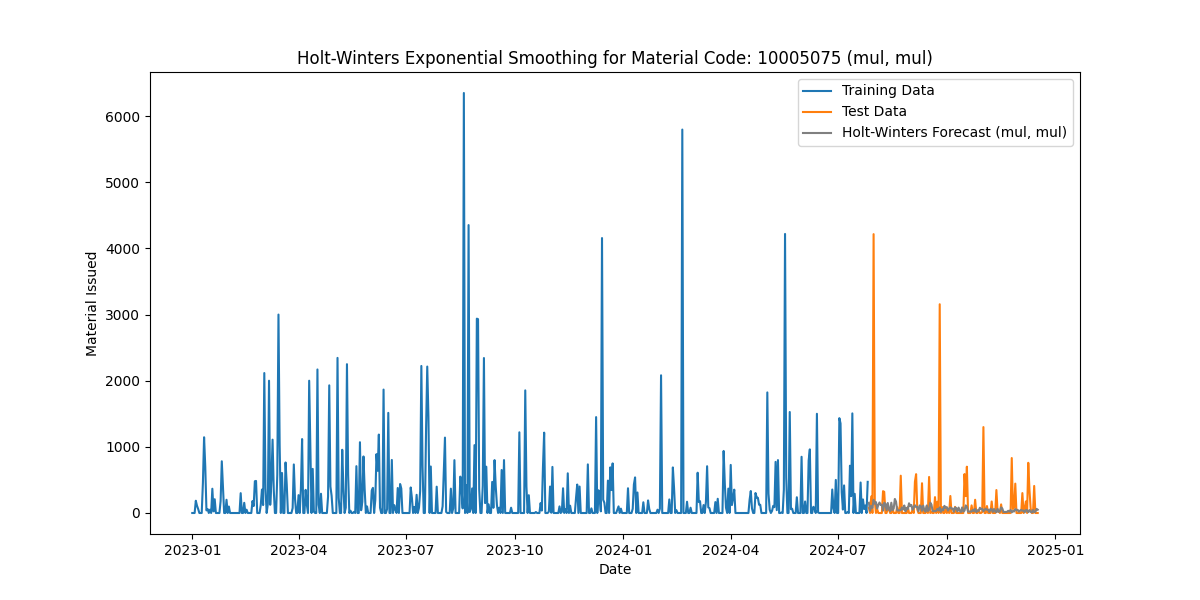 Holt-Winters Exponential Smoothing for Material Code: 10005075 (mul, mul)
Training Data
Test Data
Holt-Winters Forecast (mul, mul)
Material Issued
6000
5000
4000
3000
2000
1000
0
2023-01
2023-04
2023-07
2023-10
2024-01
2024-04
2024-07
2024-10
2025-01
Date